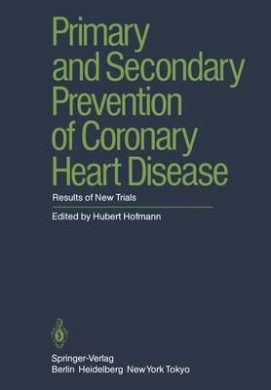 Primary
and Secondary
Prevention
of Coronary
Heart Disease
Results of New Trials
Edited by Hubert Hofmann
Springer-Verlag
Berlin Heidelberg New York Tokyo